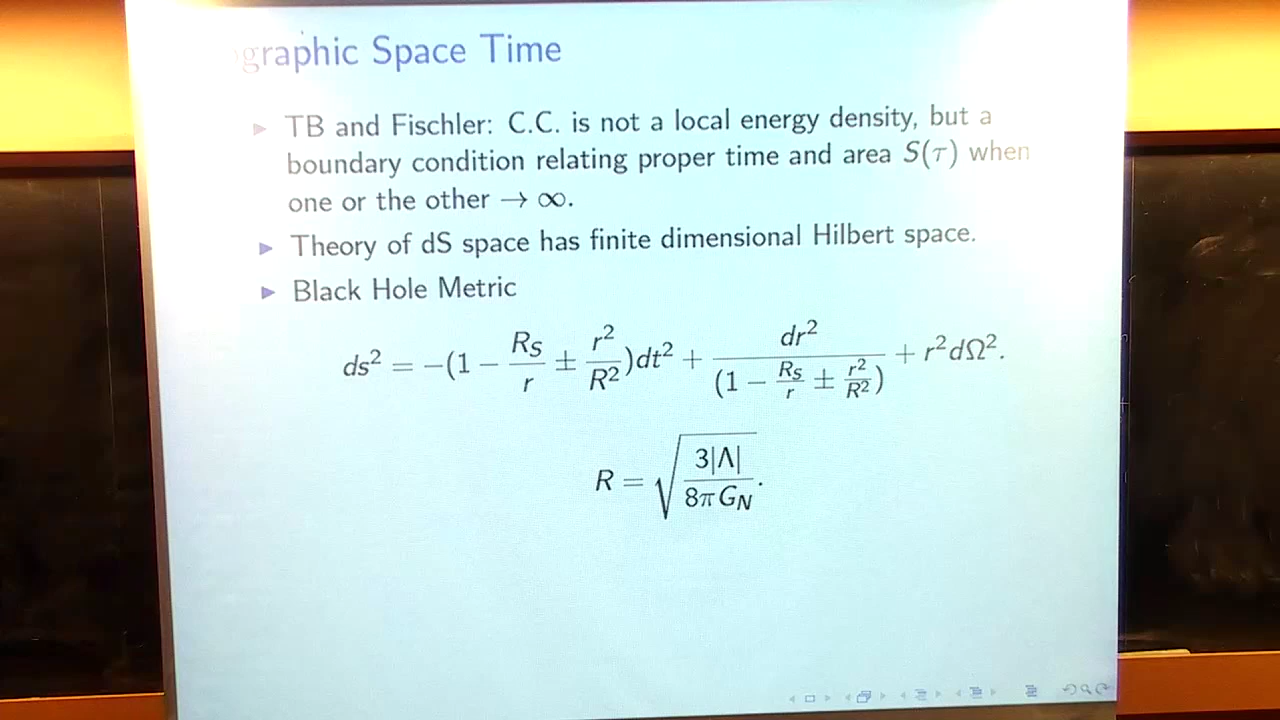 graphic Space Time
► TB and Fischler: C.C. is not a local energy density, but a
boundary condition relating proper time and area S(τ) when
one or the other → ∞.
► Theory of dS space has finite dimensional Hilbert space.
► Black Hole Metric
ds² = −(1 − R_S/r ± r²/R²)dt² + dr²/(1 − R_S/r ± r²/R²) + r²dΩ².
R = √(3|Λ|/8πG_N).